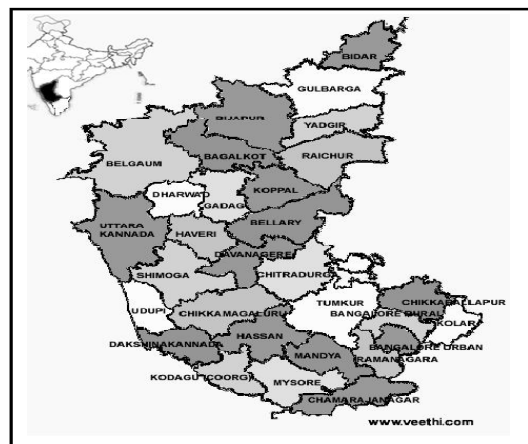 BIDAR
GULBARGA
BIJAPUR
YADGIR
BELGAUM
BAGALKOT
RAICHUR
KOPPAL
DHARWAD
GADAG
BELLARY
UTTARA
KANNADA
HAVERI
DAVANAGERE
SHIMOGA
CHITRADURGA
UDUPI
CHIKKAMAGALURU
TUMKUR
CHIKKABALLAPUR
BANGALORE RURAL
KOLAR
DAKSHINAKANNADA
HASSAN
BANGALORE URBAN
MANDYA
RAMANAGARA
KODAGU (COORG)
MYSORE
CHAMARAJANAGAR
www.veethi.com